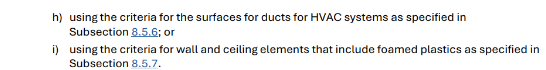 h) using the criteria for the surfaces for ducts for HVAC systems as specified in
Subsection 8.5.6; or
i) using the criteria for wall and ceiling elements that include foamed plastics as specified in
Subsection 8.5.7.